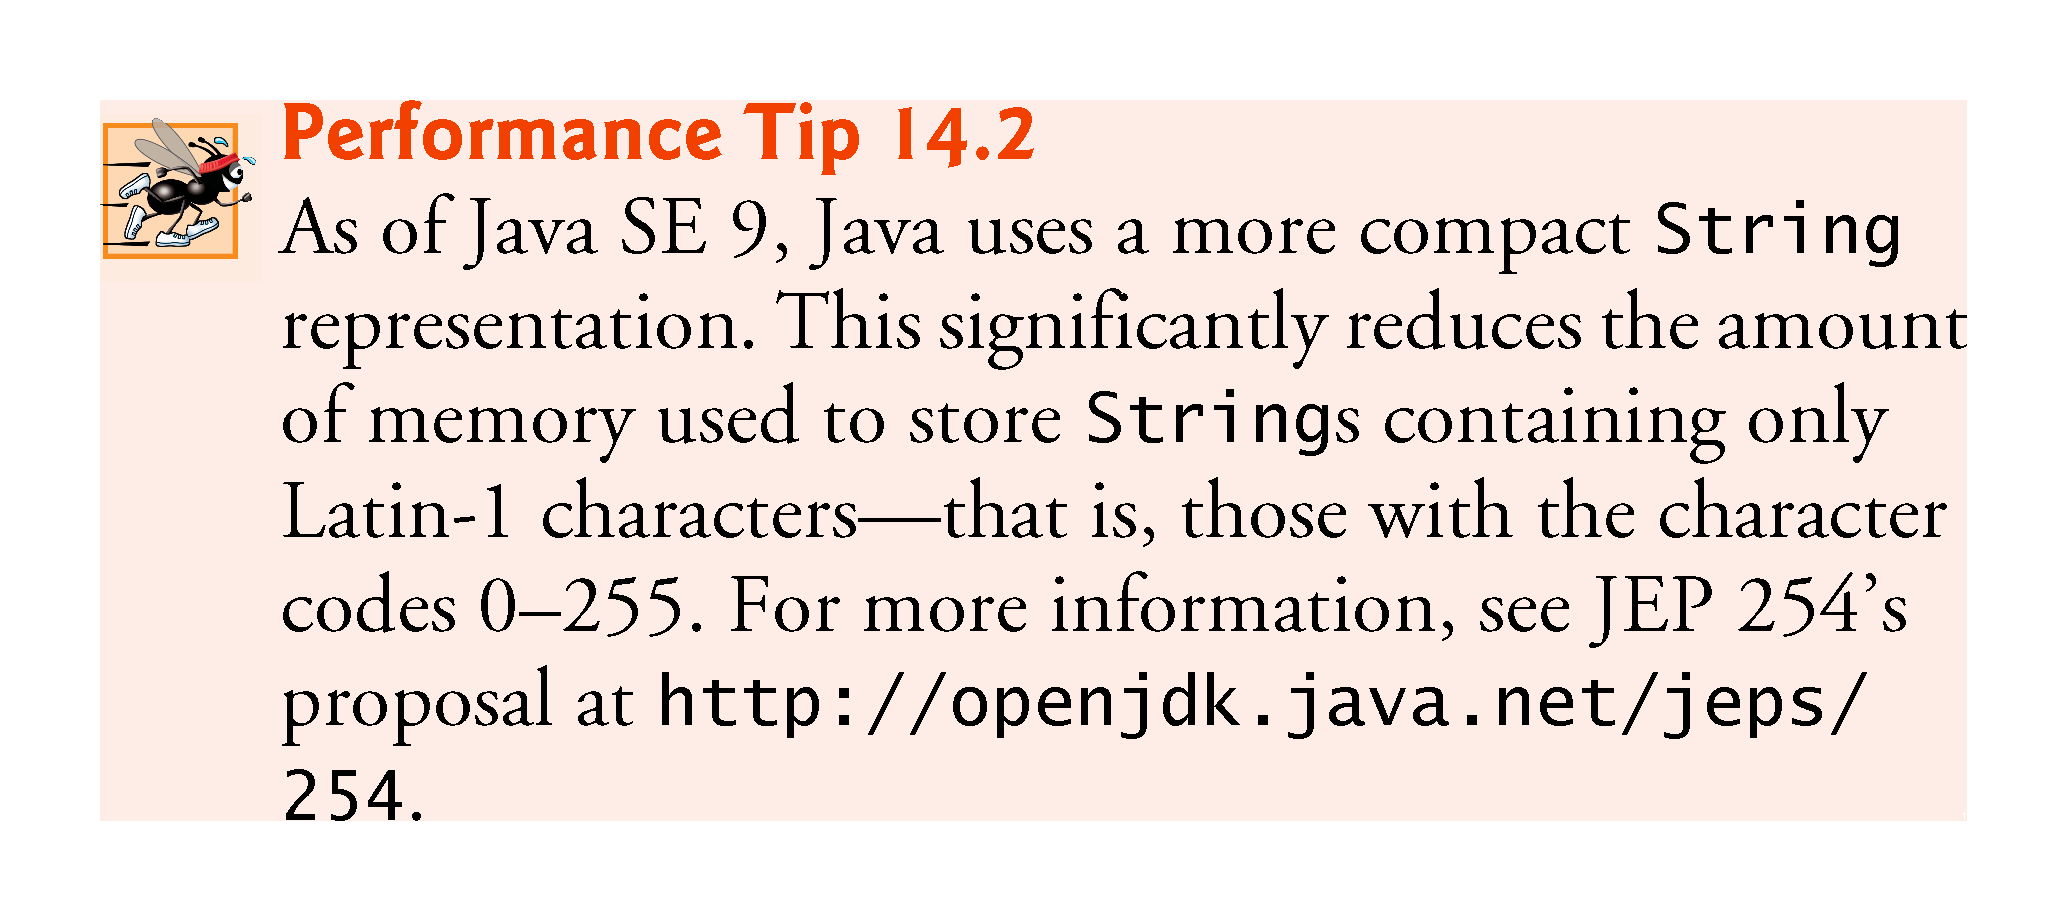 Performance Tip 14.2
As of Java SE 9, Java uses a more compact String
representation. This significantly reduces the amount
of memory used to store Strings containing only
Latin-1 characters—that is, those with the character
codes 0–255. For more information, see JEP 254’s
proposal at http://openjdk.java.net/jeps/
254.